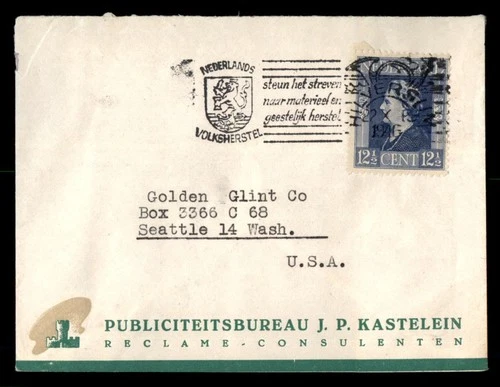 NEDERLANDS
VOLKSHERSTEL
steun het streven
naar materieel en
geestelijk herstel
HILVERSUM
1946
12½ CENT 12½
Golden Glint Co
Box 3366 C 68
Seattle 14 Wash.
U.S.A.
PUBLICITEITSBUREAU J. P. KASTELEIN
RECLAME - CONSULENTEN